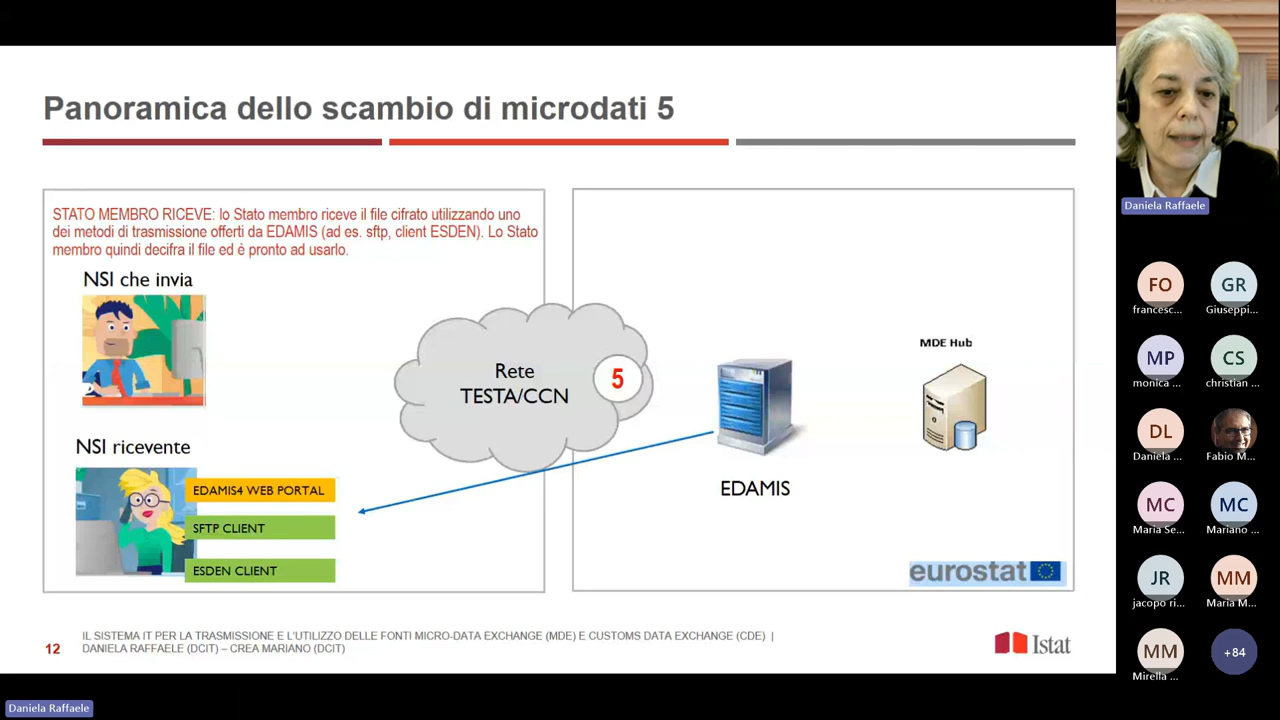 Panoramica dello scambio di microdati 5
STATO MEMBRO RICEVE: lo Stato membro riceve il file cifrato utilizzando uno
dei metodi di trasmissione offerti da EDAMIS (ad es. sftp, client ESDEN). Lo Stato
membro quindi decifra il file ed è pronto ad usarlo.
NSI che invia
NSI ricevente
EDAMIS4 WEB PORTAL
SFTP CLIENT
ESDEN CLIENT
Rete
TESTA/CCN
5
EDAMIS
MDE Hub
eurostat
12
IL SISTEMA IT PER LA TRASMISSIONE E L'UTILIZZO DELLE FONTI MICRO-DATA EXCHANGE (MDE) E CUSTOMS DATA EXCHANGE (CDE) |
DANIELA RAFFAELE (DCIT) – CREA MARIANO (DCIT)
Istat
Daniela Raffaele
FO
francesc...
GR
Giuseppi...
MP
monica ...
CS
christian ...
DL
Daniela ...
Fabio M...
MC
Maria Se...
MC
Mariano ...
JR
jacopo ri...
MM
Maria M...
MM
Mirella ...
+84
Daniela Raffaele